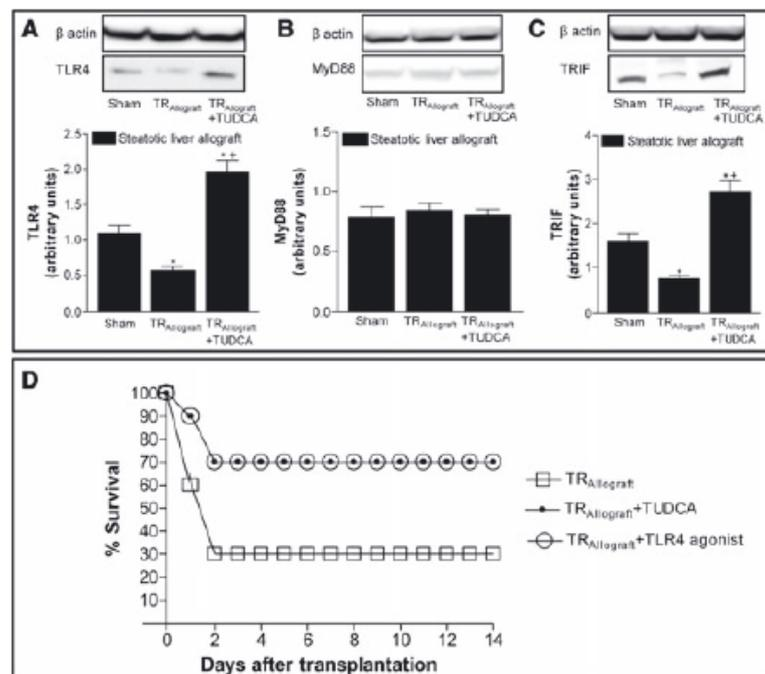 A
β actin
TLR4
Sham TRAllograft TRAllograft
+TUDCA
Steatotic liver allograft
TLR4
(arbitrary units)
2.5
2.0
1.5
1.0
0.5
0.0
*
*+
Sham TRAllograft TRAllograft
+TUDCA
B
β actin
MyD88
Sham TRAllograft TRAllograft
+TUDCA
Steatotic liver allograft
MyD88
(arbitrary units)
1.5
1.0
0.5
0.0
Sham TRAllograft TRAllograft
+TUDCA
C
β actin
TRIF
Sham TRAllograft TRAllograft
+TUDCA
Steatotic liver allograft
TRIF
(arbitrary units)
4
3
2
1
0
*
*+
Sham TRAllograft TRAllograft
+TUDCA
D
% Survival
100
90
80
70
60
50
40
30
20
10
0 2 4 6 8 10 12 14
Days after transplantation
TRAllograft
TRAllograft+TUDCA
TRAllograft+TLR4 agonist